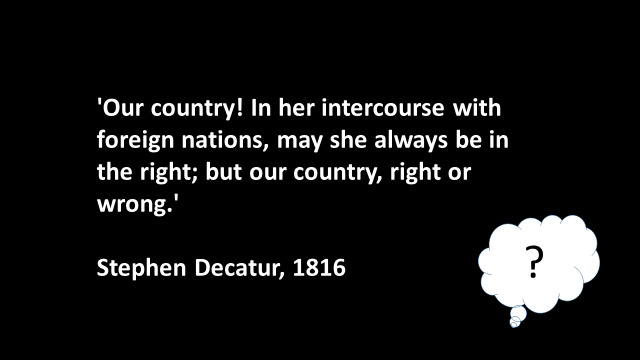 'Our country! In her intercourse with
foreign nations, may she always be in
the right; but our country, right or
wrong.'
Stephen Decatur, 1816
?